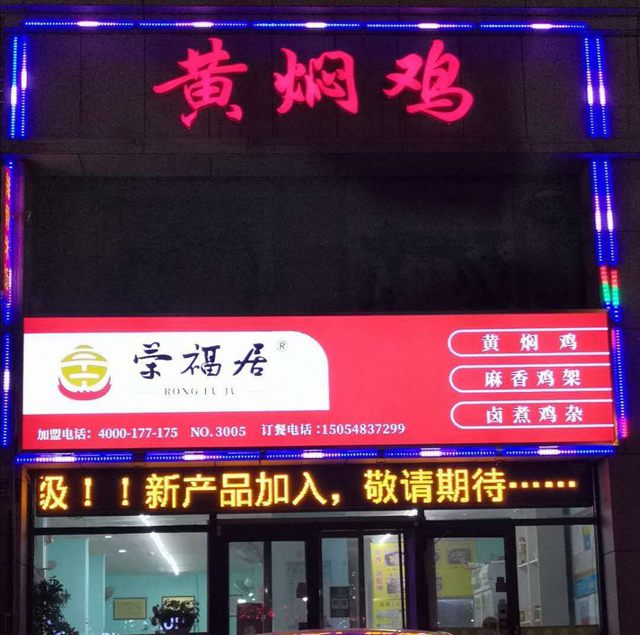 黄焖鸡
荣福居®
RONG FU JU
黄焖鸡
麻香鸡架
卤煮鸡杂
加盟电话：4000-177-175 NO.3005 订餐电话：15054837299
级！！新产品加入，敬请期待……